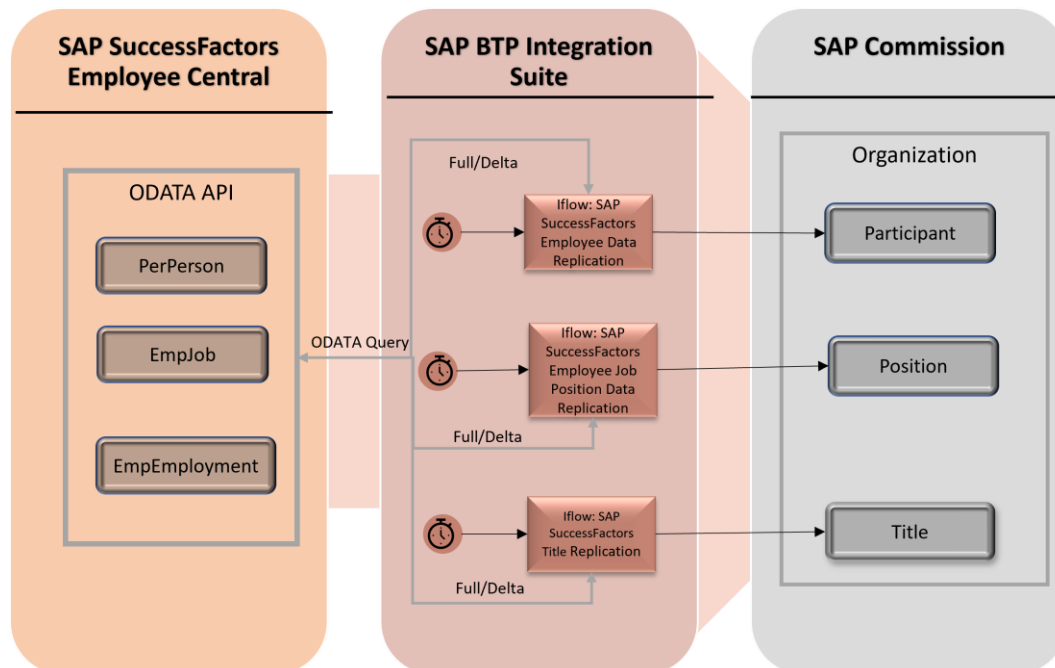 SAP SuccessFactors
Employee Central
ODATA API
PerPerson
EmpJob
EmpEmployment
SAP BTP Integration
Suite
Full/Delta
Iflow: SAP
SuccessFactors
Employee Data
Replication
ODATA Query
Iflow: SAP
SuccessFactors
Employee Job
Position Data
Replication
Full/Delta
Iflow: SAP
SuccessFactors
Title Replication
Full/Delta
SAP Commission
Organization
Participant
Position
Title